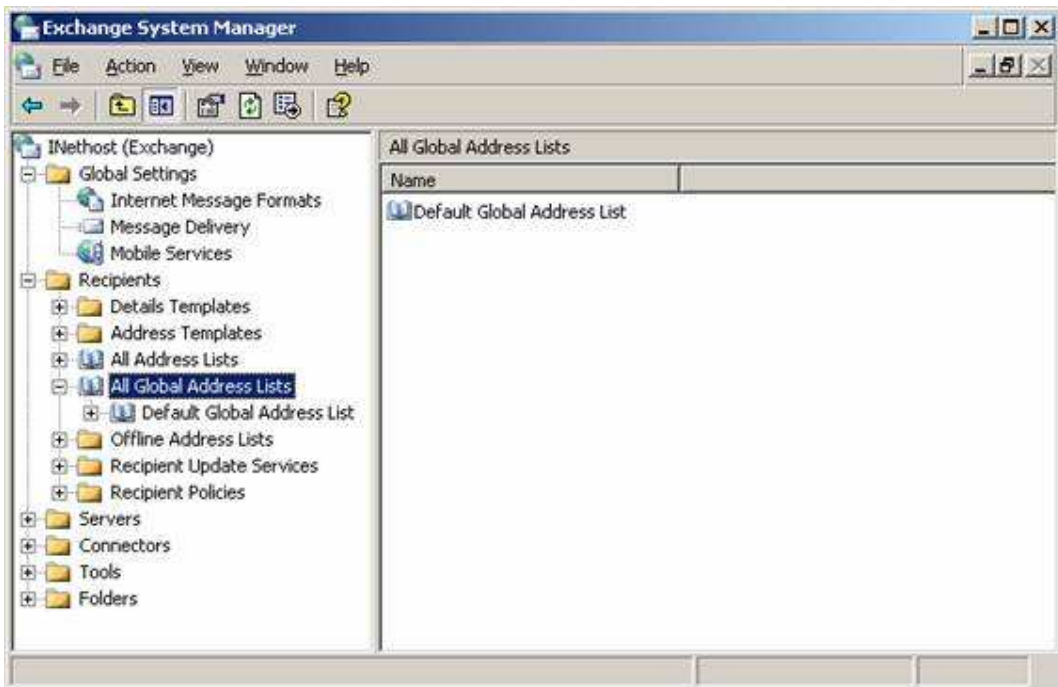 Exchange System Manager
File Action View Window Help
INethost (Exchange)
Global Settings
Internet Message Formats
Message Delivery
Mobile Services
Recipients
Details Templates
Address Templates
All Address Lists
All Global Address Lists
Default Global Address List
Offline Address Lists
Recipient Update Services
Recipient Policies
Servers
Connectors
Tools
Folders
All Global Address Lists
Name
Default Global Address List